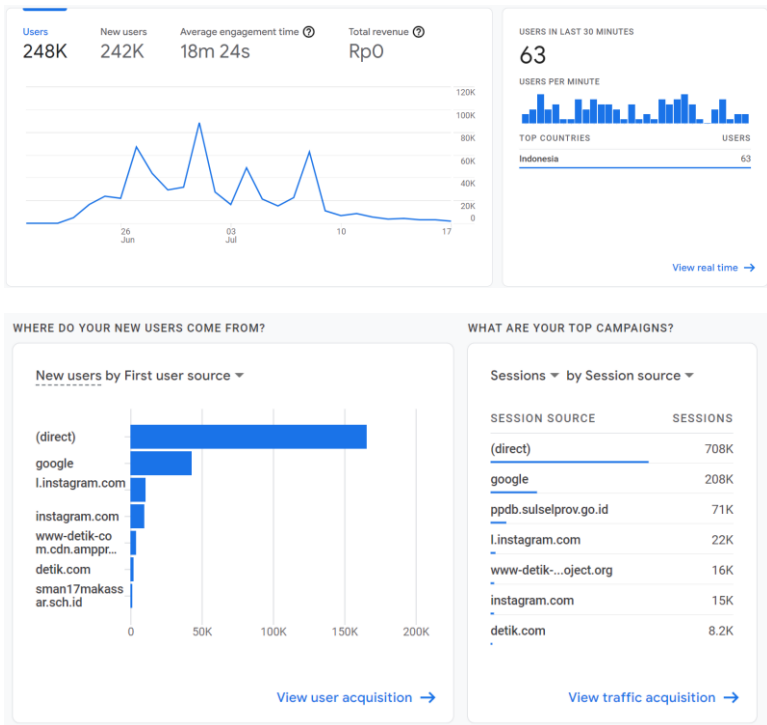 Users
248K
New users
242K
Average engagement time
18m 24s
Total revenue
Rp0
120K
100K
80K
60K
40K
20K
0
26
Jun
03
Jul
10
17
USERS IN LAST 30 MINUTES
63
USERS PER MINUTE
TOP COUNTRIES USERS
Indonesia 63
View real time
WHERE DO YOUR NEW USERS COME FROM?
New users by First user source
(direct)
google
l.instagram.com
instagram.com
www-detik-co
m.cdn.amppr...
detik.com
sman17makass
ar.sch.id
0 50K 100K 150K 200K
View user acquisition
WHAT ARE YOUR TOP CAMPAIGNS?
Sessions by Session source
SESSION SOURCE SESSIONS
(direct) 708K
google 208K
ppdb.sulselprov.go.id 71K
l.instagram.com 22K
www-detik-...oject.org 16K
instagram.com 15K
detik.com 8.2K
View traffic acquisition